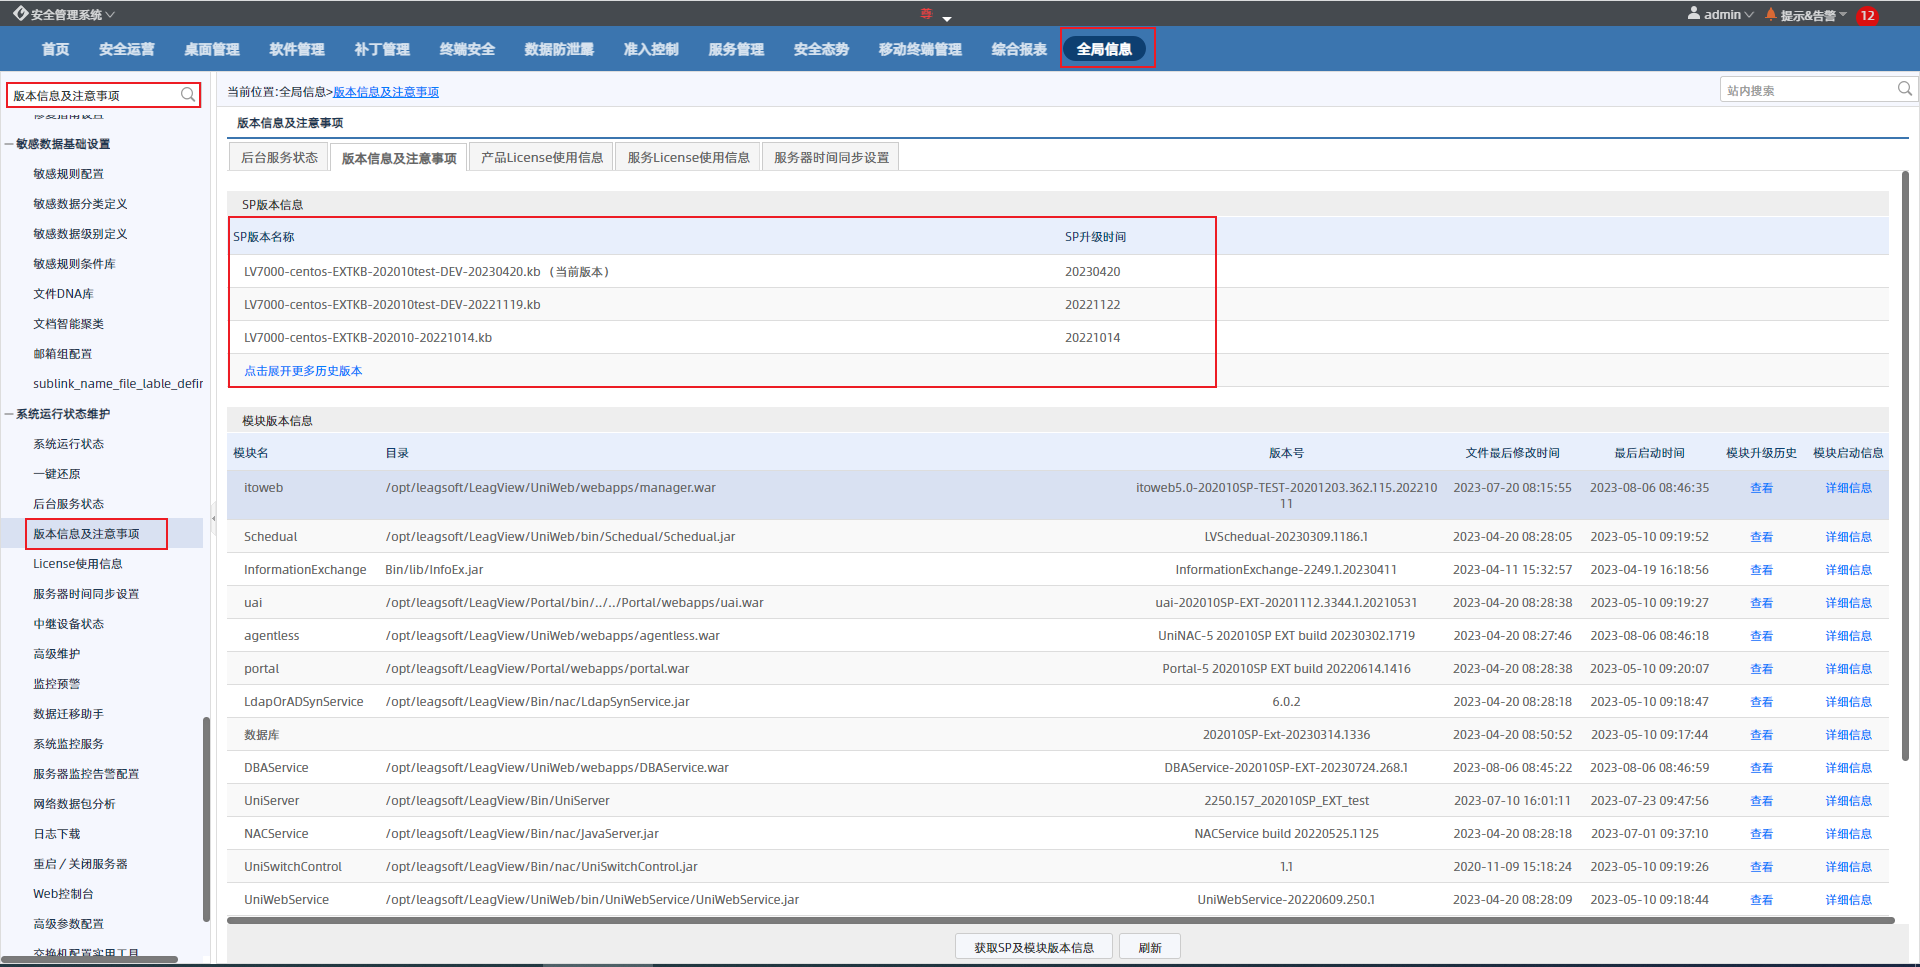 安全管理系统
admin
提示&告警
12
首页 安全运营 桌面管理 软件管理 补丁管理 终端安全 数据防泄露 准入控制 服务管理 安全态势 移动终端管理 综合报表 全局信息
版本信息及注意事项
当前位置:全局信息>版本信息及注意事项
站内搜索
敏感数据基础设置
敏感规则配置
敏感数据分类定义
敏感数据级别定义
敏感规则条件库
文件DNA库
文档智能聚类
邮箱组配置
sublink_name_file_lable_defin
系统运行状态维护
系统运行状态
一键还原
后台服务状态
版本信息及注意事项
License使用信息
服务器时间同步设置
中继设备状态
高级维护
监控预警
数据迁移助手
系统监控服务
服务器监控告警配置
网络数据包分析
日志下载
重启 / 关闭服务器
Web控制台
高级参数配置
交换机配置实用工具
版本信息及注意事项
后台服务状态 版本信息及注意事项 产品License使用信息 服务License使用信息 服务器时间同步设置
SP版本信息
SP版本名称 SP升级时间
LV7000-centos-EXTKB-202010test-DEV-20230420.kb （当前版本） 20230420
LV7000-centos-EXTKB-202010test-DEV-20221119.kb 20221122
LV7000-centos-EXTKB-202010-20221014.kb 20221014
点击展开更多历史版本
模块版本信息
模块名 目录 版本号 文件最后修改时间 最后启动时间 模块升级历史 模块启动信息
itoweb /opt/leagsoft/LeagView/UniWeb/webapps/manager.war itoweb5.0-202010SP-TEST-20201203.362.115.202210 2023-07-20 08:15:55 2023-08-06 08:46:35 查看 详细信息
11
Schedual /opt/leagsoft/LeagView/UniWeb/bin/Schedual/Schedual.jar LVSchedual-20230309.1186.1 2023-04-20 08:28:05 2023-05-10 09:19:52 查看 详细信息
InformationExchange Bin/lib/InfoEx.jar InformationExchange-2249.1.20230411 2023-04-11 15:32:57 2023-04-19 16:18:56 查看 详细信息
uai /opt/leagsoft/LeagView/Portal/bin/../../Portal/webapps/uai.war uai-202010SP-EXT-20201112.3344.1.20210531 2023-04-20 08:28:38 2023-05-10 09:19:27 查看 详细信息
agentless /opt/leagsoft/LeagView/UniWeb/webapps/agentless.war UniNAC-5 202010SP EXT build 20230302.1719 2023-04-20 08:27:46 2023-08-06 08:46:18 查看 详细信息
portal /opt/leagsoft/LeagView/Portal/webapps/portal.war Portal-5 202010SP EXT build 20220614.1416 2023-04-20 08:28:38 2023-05-10 09:20:07 查看 详细信息
LdapOrADSynService /opt/leagsoft/LeagView/Bin/nac/LdapSynService.jar 6.0.2 2023-04-20 08:28:18 2023-05-10 09:18:47 查看 详细信息
数据库 202010SP-Ext-20230314.1336 2023-04-20 08:50:52 2023-05-10 09:17:44 查看 详细信息
DBAService /opt/leagsoft/LeagView/UniWeb/webapps/DBAService.war DBAService-202010SP-EXT-20230724.268.1 2023-08-06 08:45:22 2023-08-06 08:46:59 查看 详细信息
UniServer /opt/leagsoft/LeagView/Bin/UniServer 2250.157_202010SP_EXT_test 2023-07-10 16:01:11 2023-07-23 09:47:56 查看 详细信息
NACService /opt/leagsoft/LeagView/Bin/nac/JavaServer.jar NACService build 20220525.1125 2023-04-20 08:28:18 2023-07-01 09:37:10 查看 详细信息
UniSwitchControl /opt/leagsoft/LeagView/Bin/nac/UniSwitchControl.jar 1.1 2020-11-09 15:18:24 2023-05-10 09:19:26 查看 详细信息
UniWebService /opt/leagsoft/LeagView/UniWeb/bin/UniWebService/UniWebService.jar UniWebService-20220609.250.1 2023-04-20 08:28:09 2023-05-10 09:18:44 查看 详细信息
获取SP及模块版本信息 刷新